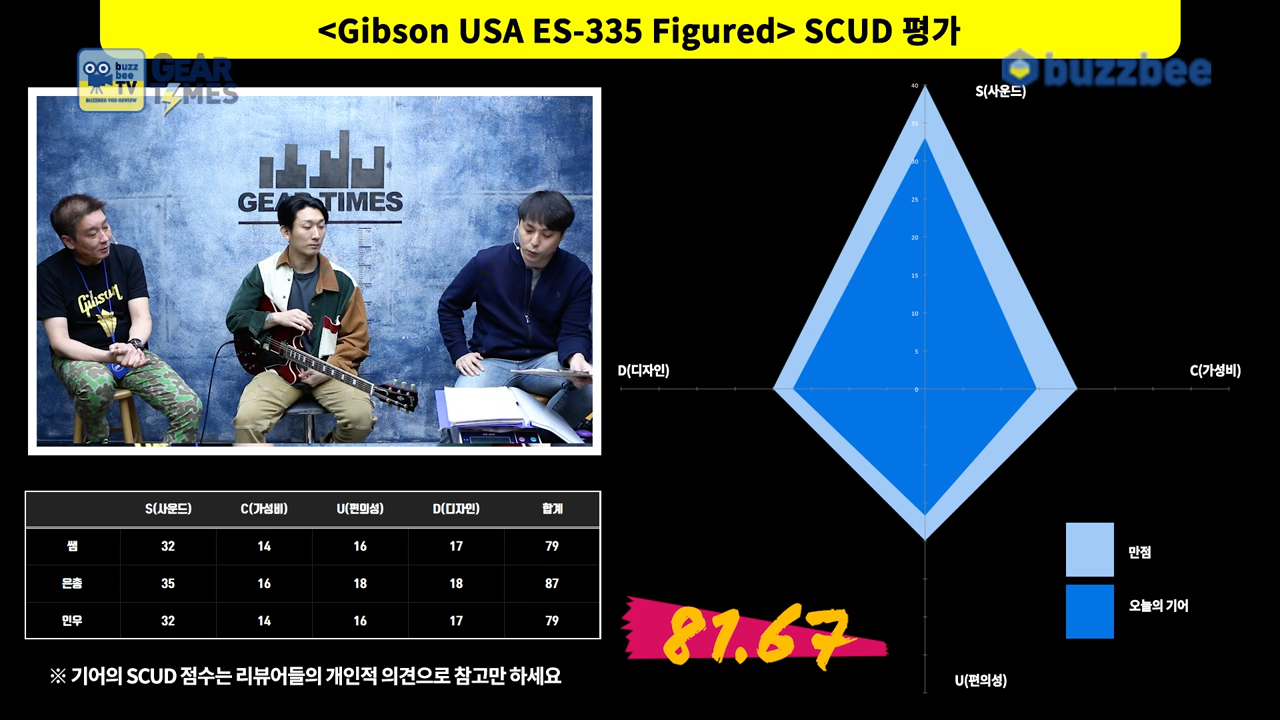 <Gibson USA ES-335 Figured> SCUD 평가
buzz
bee
TV
BUZZBEE VOD REVIEW
GEAR
TIMES
buzzbee
GEAR TIMES
Gibson
S(사운드)
40
35
30
25
20
15
10
5
0
D(디자인)
C(가성비)
U(편의성)
만점
오늘의 기어
S(사운드) C(가성비) U(편의성) D(디자인) 합계
쌤 32 14 16 17 79
은총 35 16 18 18 87
민우 32 14 16 17 79
81.67
※ 기어의 SCUD 점수는 리뷰어들의 개인적 의견으로 참고만 하세요